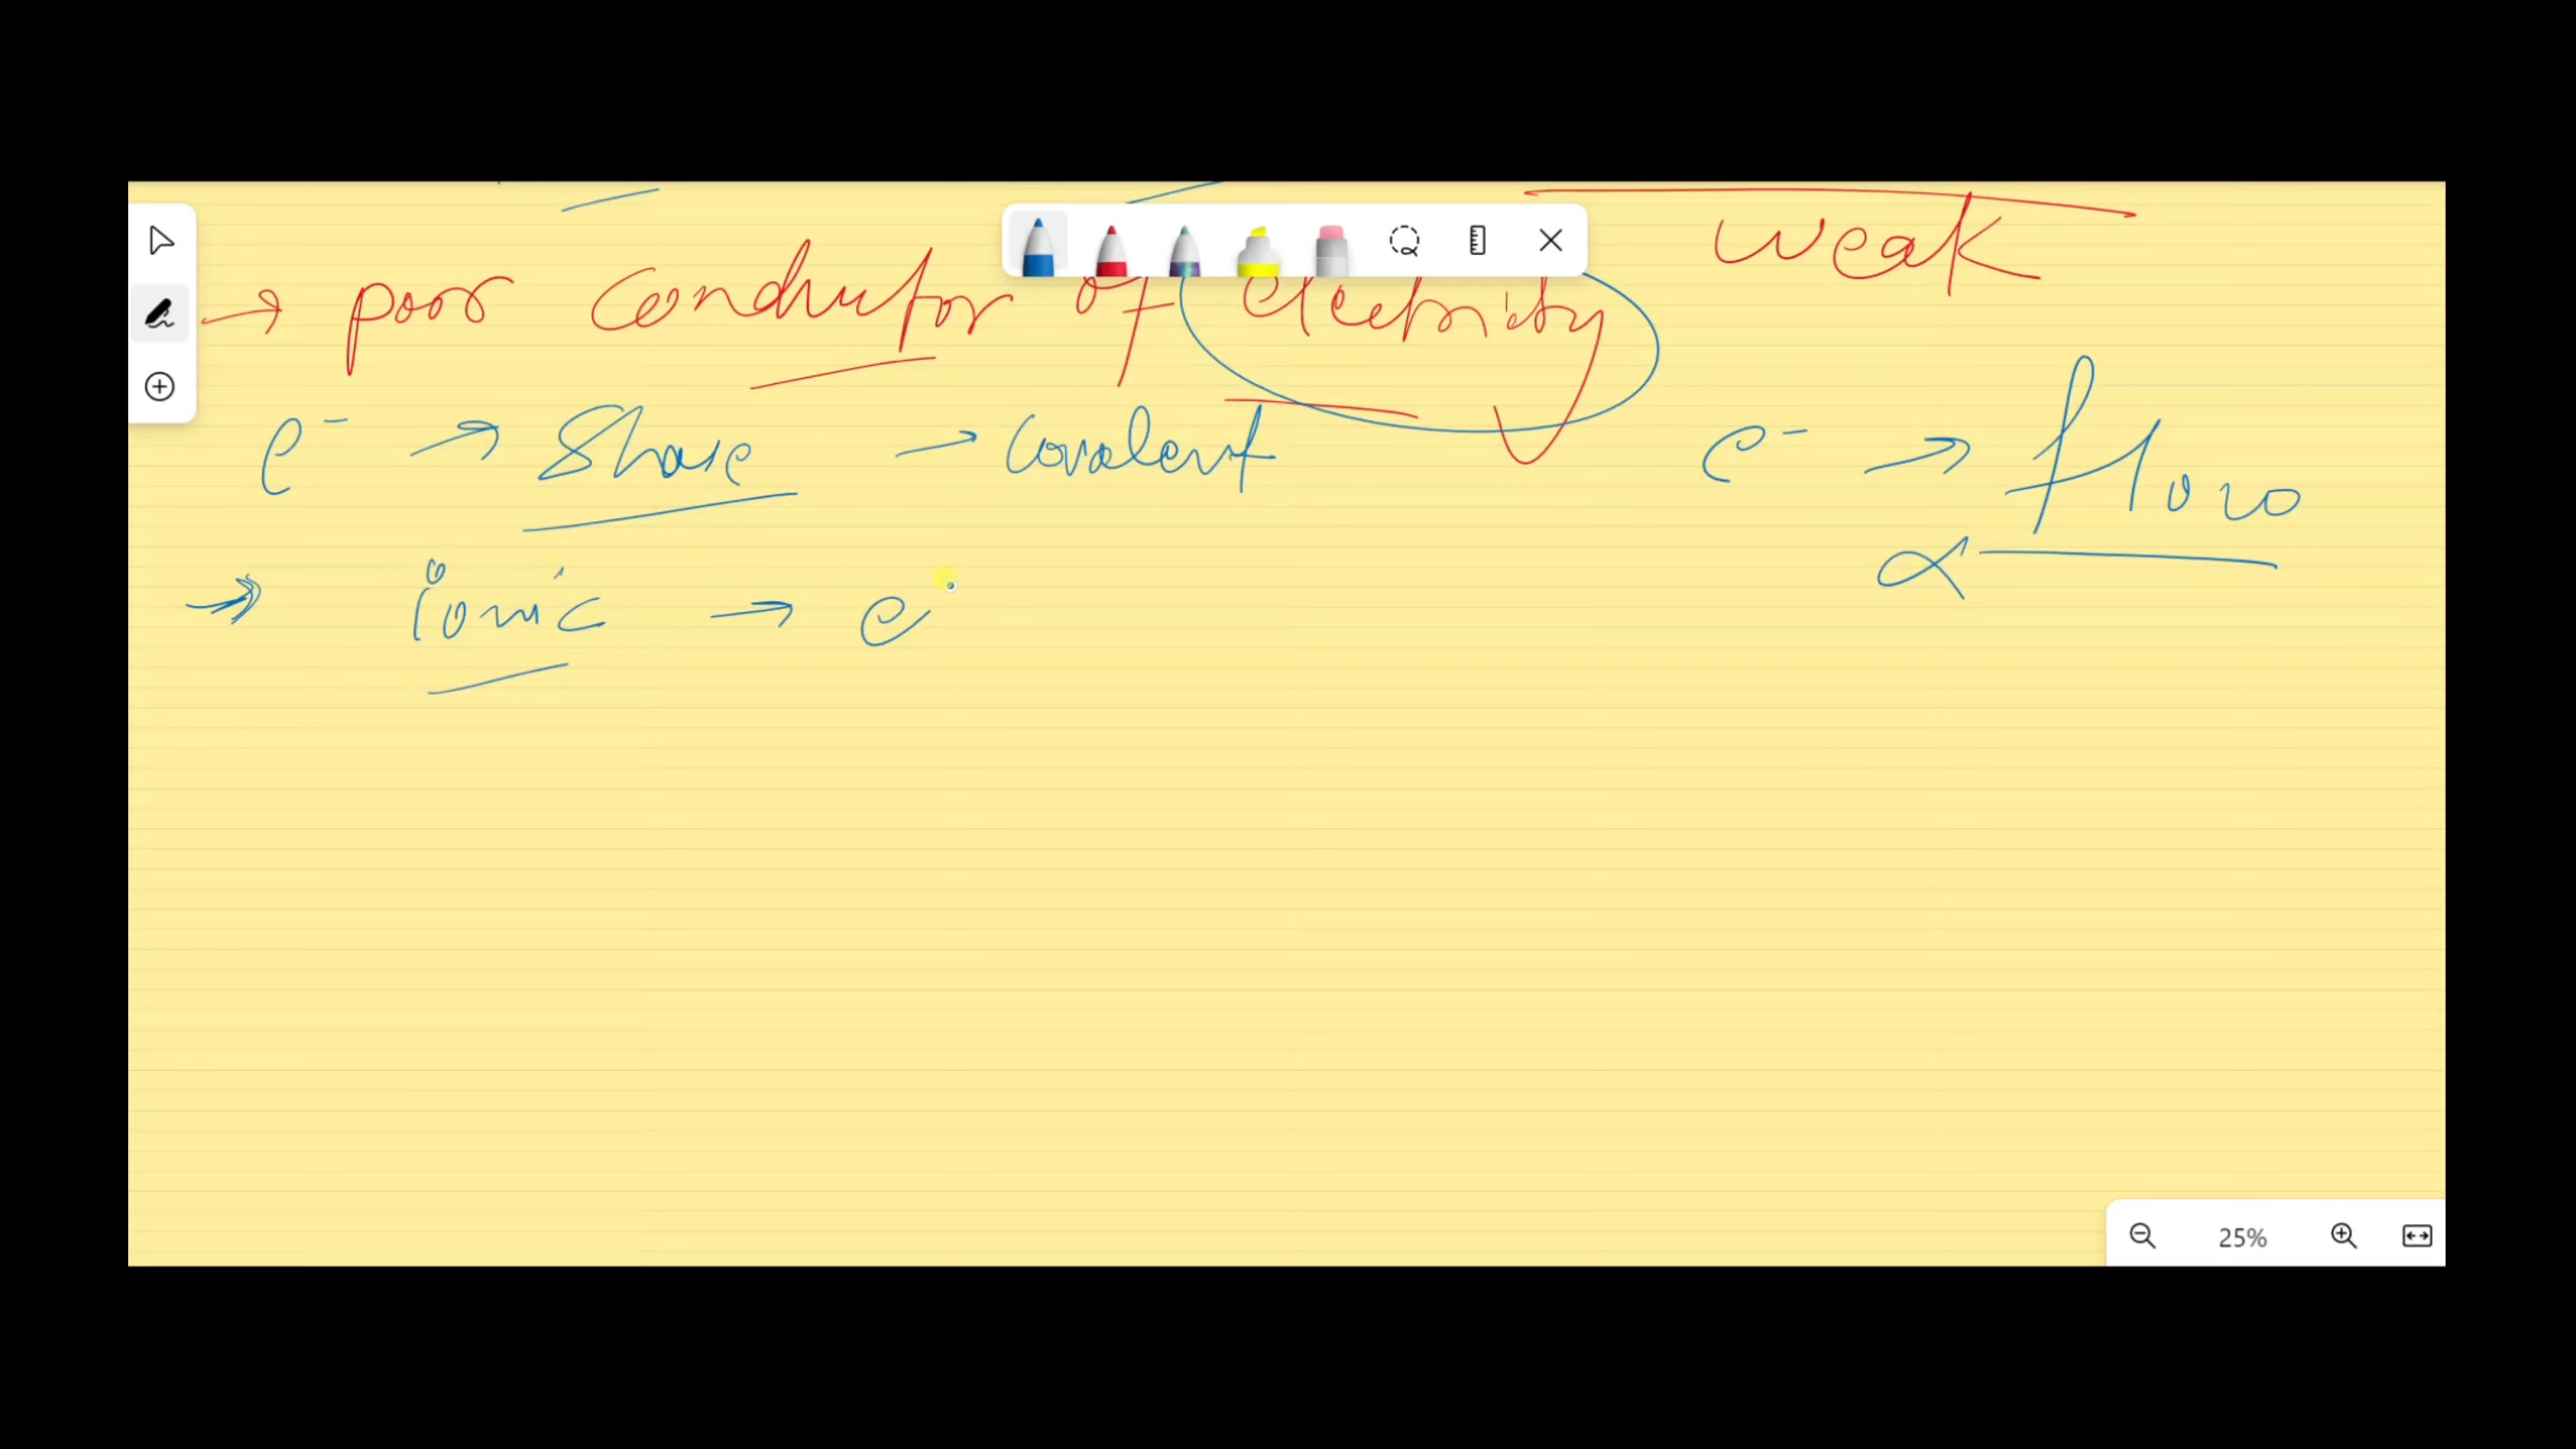 weak
→ poor conductor of electricity
e⁻ → Share → Covalent
e⁻ → flow
→ ionic → e
25%